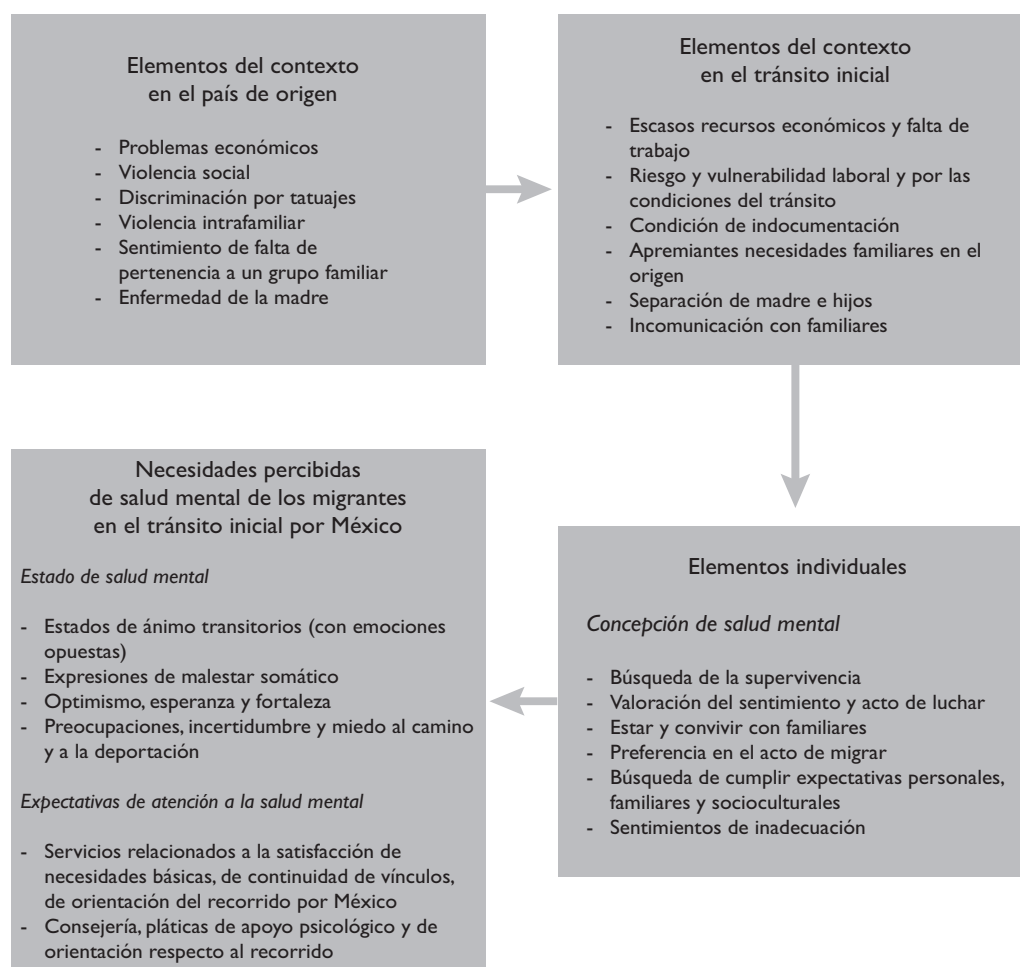 Elementos del contexto
en el país de origen
- Problemas económicos
- Violencia social
- Discriminación por tatuajes
- Violencia intrafamiliar
- Sentimiento de falta de
pertenencia a un grupo familiar
- Enfermedad de la madre
Elementos del contexto
en el tránsito inicial
- Escasos recursos económicos y falta de
trabajo
- Riesgo y vulnerabilidad laboral y por las
condiciones del tránsito
- Condición de indocumentación
- Apremiantes necesidades familiares en el
origen
- Separación de madre e hijos
- Incomunicación con familiares
Elementos individuales
Concepción de salud mental
- Búsqueda de la supervivencia
- Valoración del sentimiento y acto de luchar
- Estar y convivir con familiares
- Preferencia en el acto de migrar
- Búsqueda de cumplir expectativas personales,
familiares y socioculturales
- Sentimientos de inadecuación
Necesidades percibidas
de salud mental de los migrantes
en el tránsito inicial por México
Estado de salud mental
- Estados de ánimo transitorios (con emociones
opuestas)
- Expresiones de malestar somático
- Optimismo, esperanza y fortaleza
- Preocupaciones, incertidumbre y miedo al camino
y a la deportación
Expectativas de atención a la salud mental
- Servicios relacionados a la satisfacción de
necesidades básicas, de continuidad de vínculos,
de orientación del recorrido por México
- Consejería, pláticas de apoyo psicológico y de
orientación respecto al recorrido